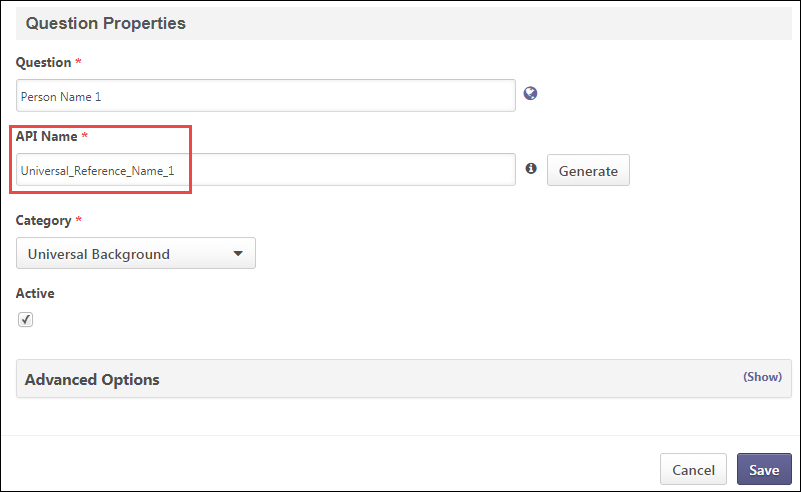 Question Properties
Question *
Person Name 1
API Name *
Universal_Reference_Name_1
Generate
Category *
Universal Background
Active
Advanced Options
(Show)
Cancel
Save